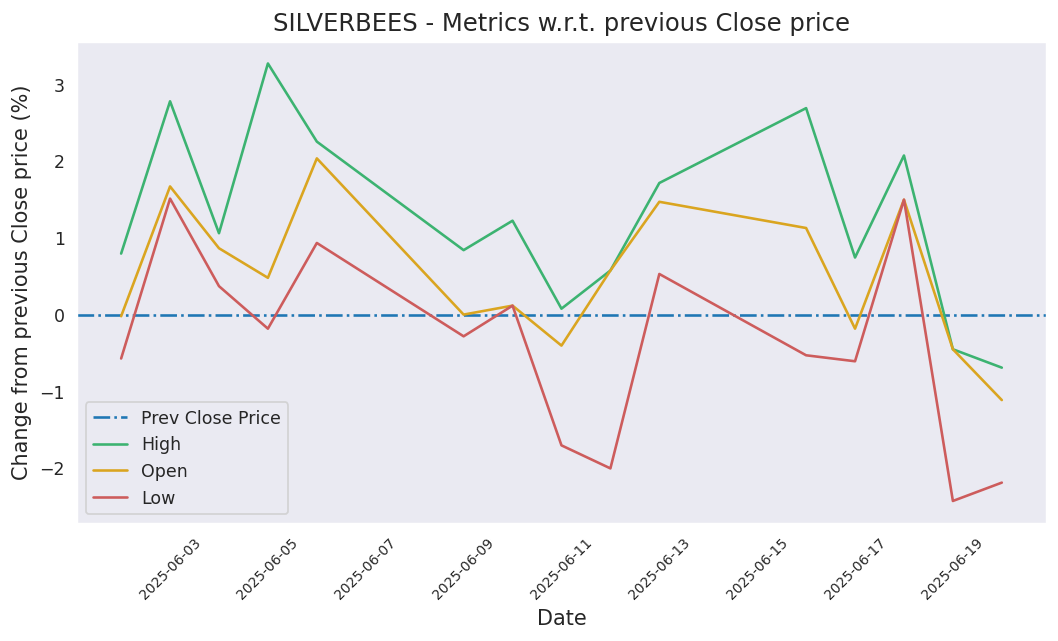 SILVERBEES - Metrics w.r.t. previous Close price
Change from previous Close price (%)
3
2
1
0
−1
−2
Prev Close Price
High
Open
Low
2025-06-03
2025-06-05
2025-06-07
2025-06-09
2025-06-11
2025-06-13
2025-06-15
2025-06-17
2025-06-19
Date